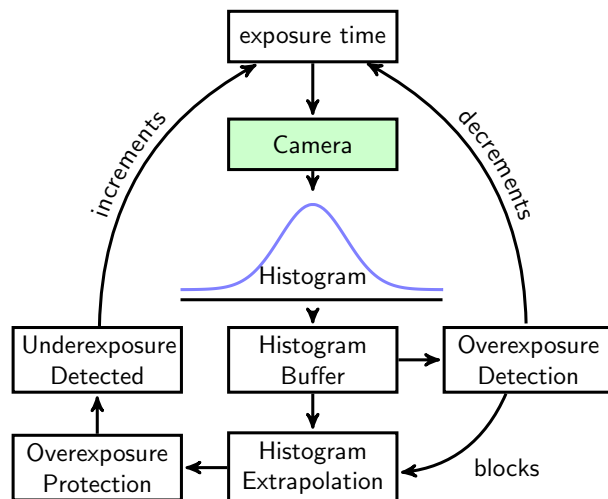 exposure time
Camera
increments
decrements
Histogram
Underexposure
Detected
Histogram
Buffer
Overexposure
Detection
Overexposure
Protection
Histogram
Extrapolation
blocks